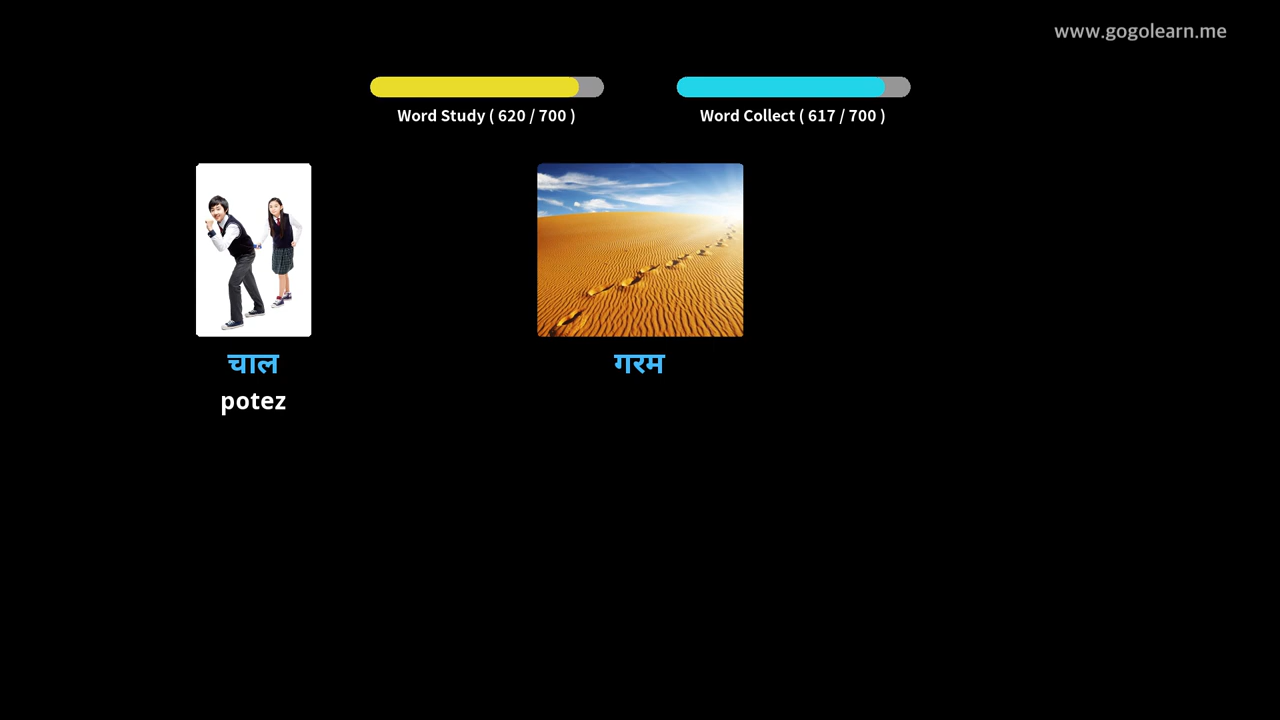 www.gogolearn.me
Word Study ( 620 / 700 )
Word Collect ( 617 / 700 )
चाल
potez
गरम